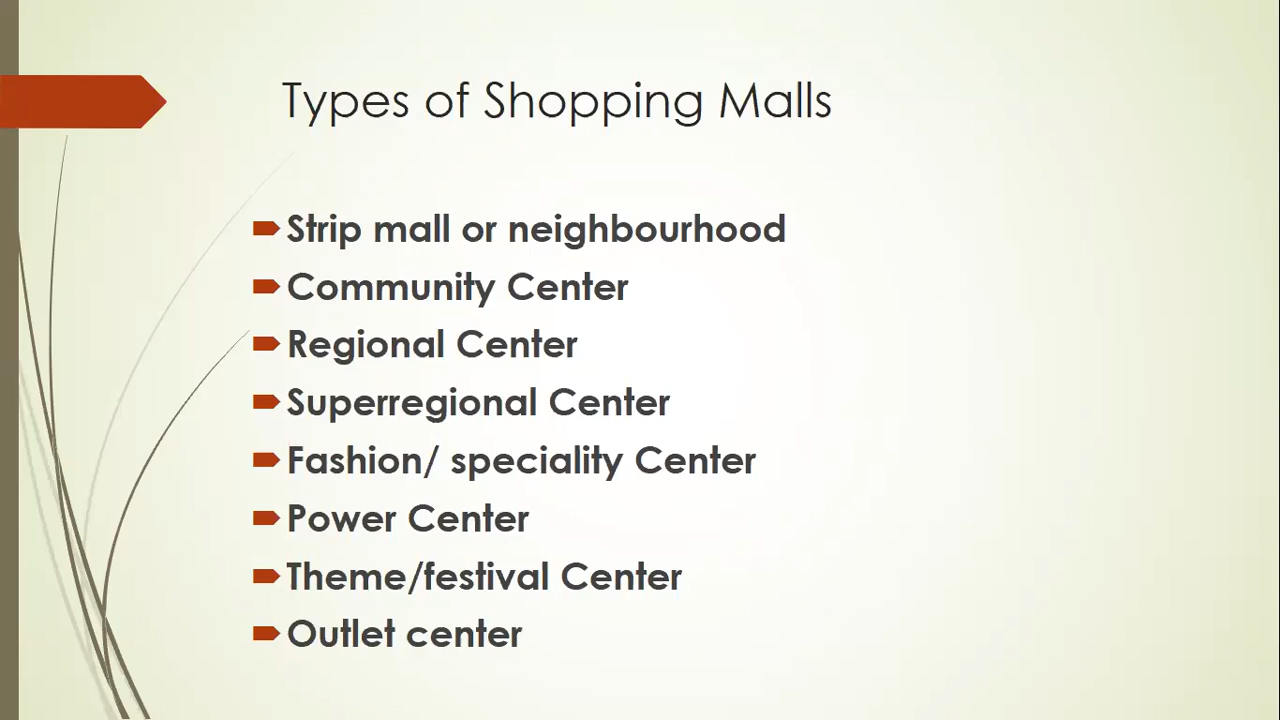 Types of Shopping Malls
Strip mall or neighbourhood
Community Center
Regional Center
Superregional Center
Fashion/ speciality Center
Power Center
Theme/festival Center
Outlet center